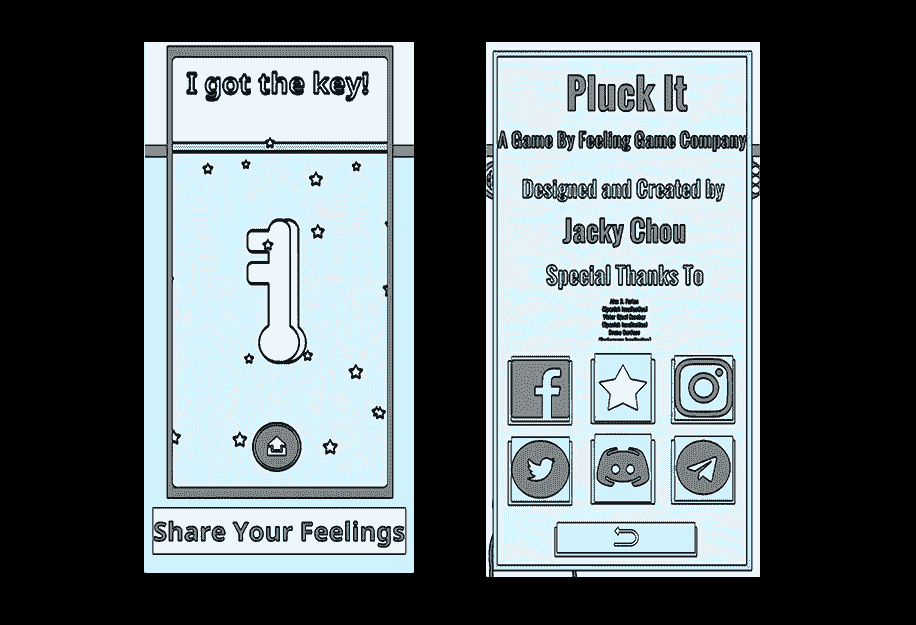 I got the key!
Share Your Feelings
Pluck It
A Game By Feeling Game Company
Designed and Created by
Jacky Chou
Special Thanks To